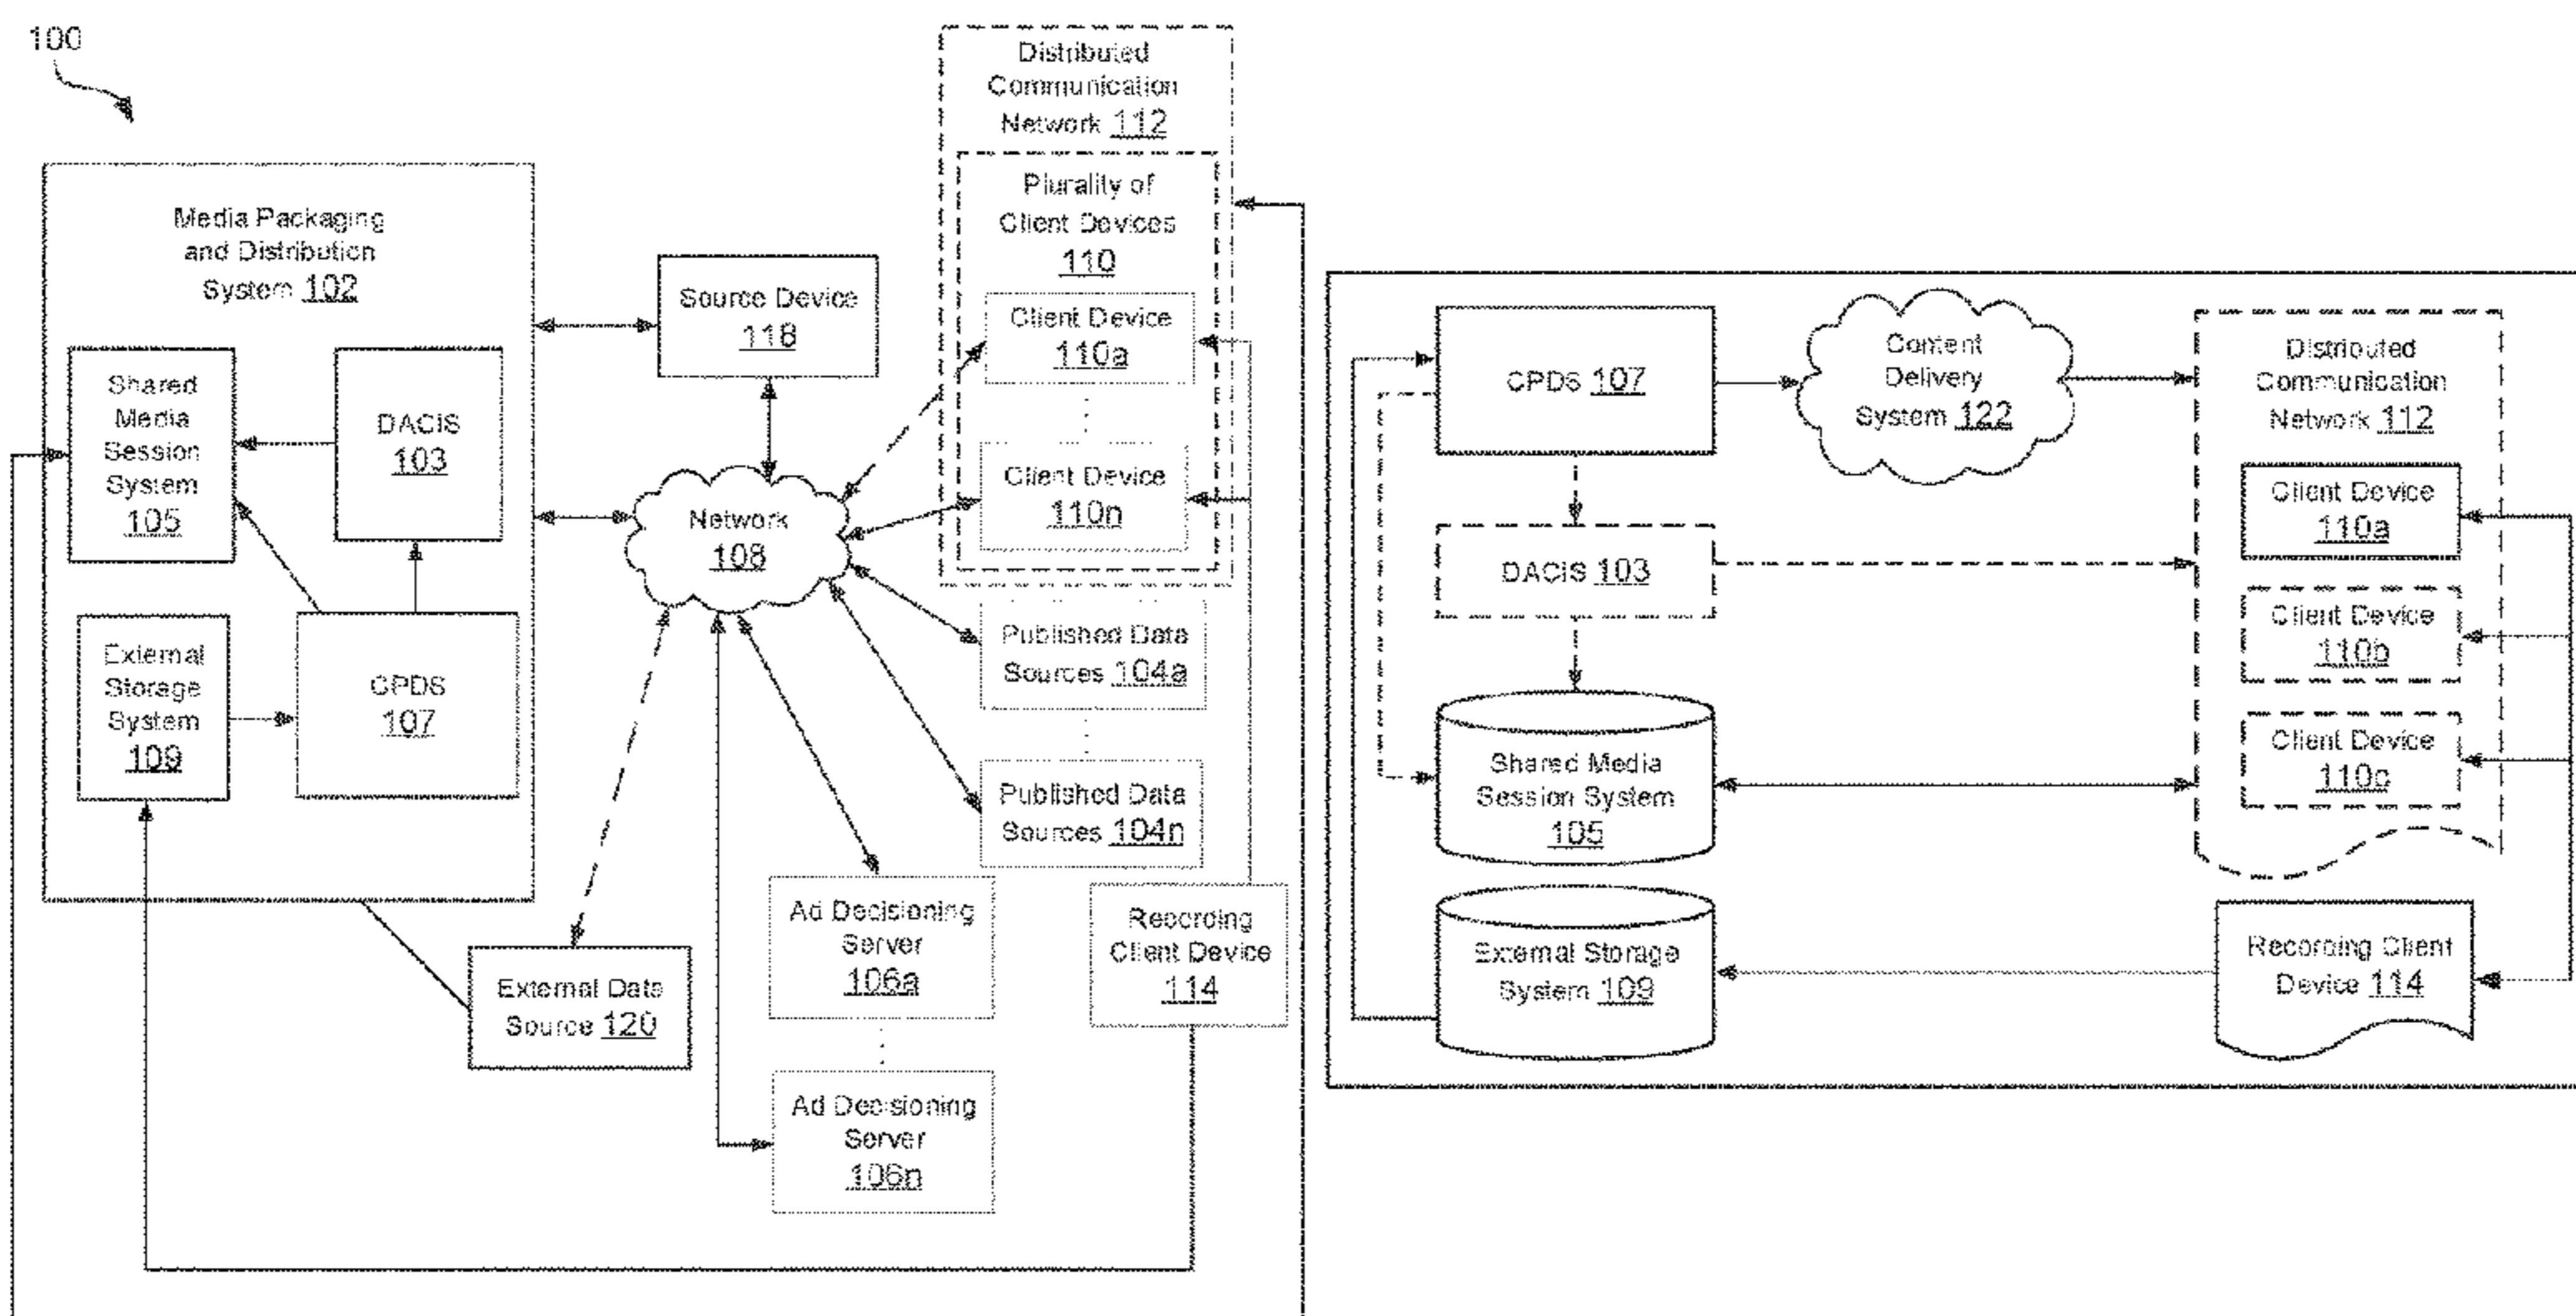 100
Distributed
Communication
Network 112
Plurality of
Client Devices
110
Client Device
110a
Client Device
110n
Media Packaging
and Distribution
System 102
Shared
Media
Session
System
105
DACIS
103
External
Storage
System
109
CPDS
107
Source Device
118
Network
108
Published Data
Sources 104a
Published Data
Sources 104n
Ad Decisioning
Server
106a
Ad Decisioning
Server
106n
External Data
Source 120
Recording
Client Device
114
CPDS 107
Content
Delivery
System 122
Distributed
Communication
Network 112
Client Device
110a
Client Device
110b
Client Device
110c
DACIS 103
Shared Media
Session System
105
External Storage
System 109
Recording Client
Device 114